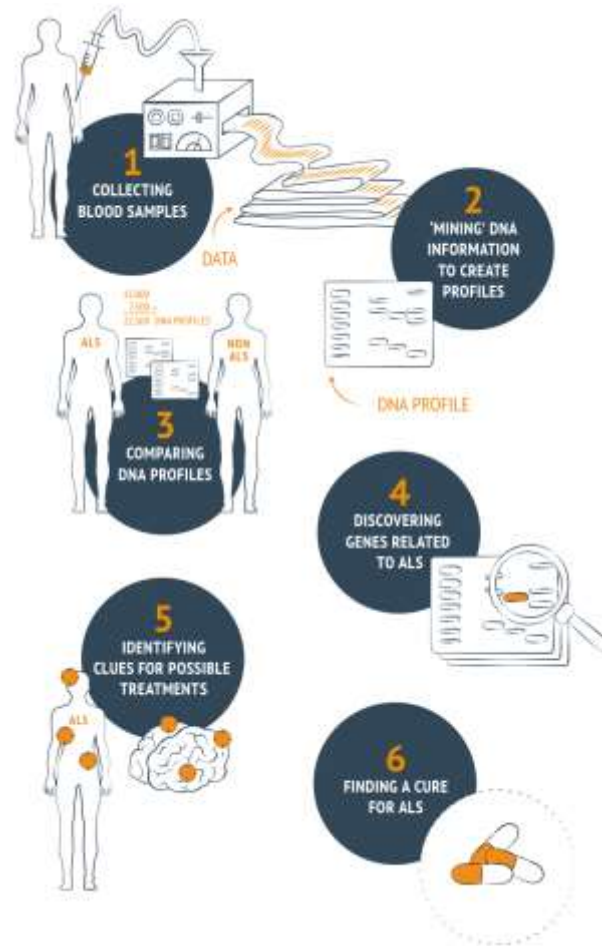 1
COLLECTING
BLOOD SAMPLES
DATA
2
'MINING' DNA
INFORMATION
TO CREATE
PROFILES
ALS
NON
ALS
DNA PROFILES
DNA PROFILE
3
COMPARING
DNA PROFILES
4
DISCOVERING
GENES RELATED
TO ALS
5
IDENTIFYING
CLUES FOR POSSIBLE
TREATMENTS
ALS
6
FINDING A CURE
FOR ALS